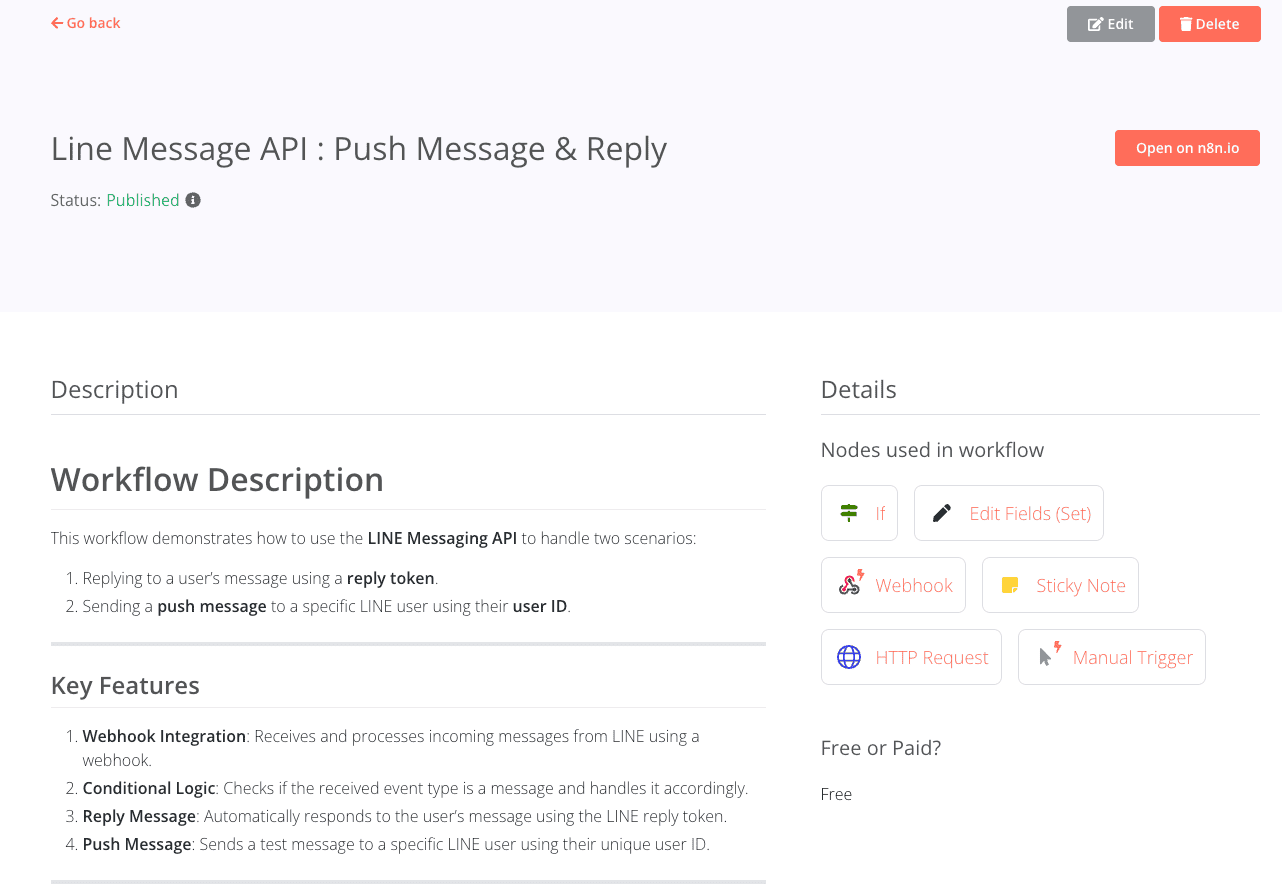 Go back
Edit
Delete
Line Message API : Push Message & Reply
Open on n8n.io
Status: Published
Description
Workflow Description
This workflow demonstrates how to use the LINE Messaging API to handle two scenarios:
1. Replying to a user’s message using a reply token.
2. Sending a push message to a specific LINE user using their user ID.
Key Features
1. Webhook Integration: Receives and processes incoming messages from LINE using a
webhook.
2. Conditional Logic: Checks if the received event type is a message and handles it accordingly.
3. Reply Message: Automatically responds to the user’s message using the LINE reply token.
4. Push Message: Sends a test message to a specific LINE user using their unique user ID.
Details
Nodes used in workflow
If
Edit Fields (Set)
Webhook
Sticky Note
HTTP Request
Manual Trigger
Free or Paid?
Free